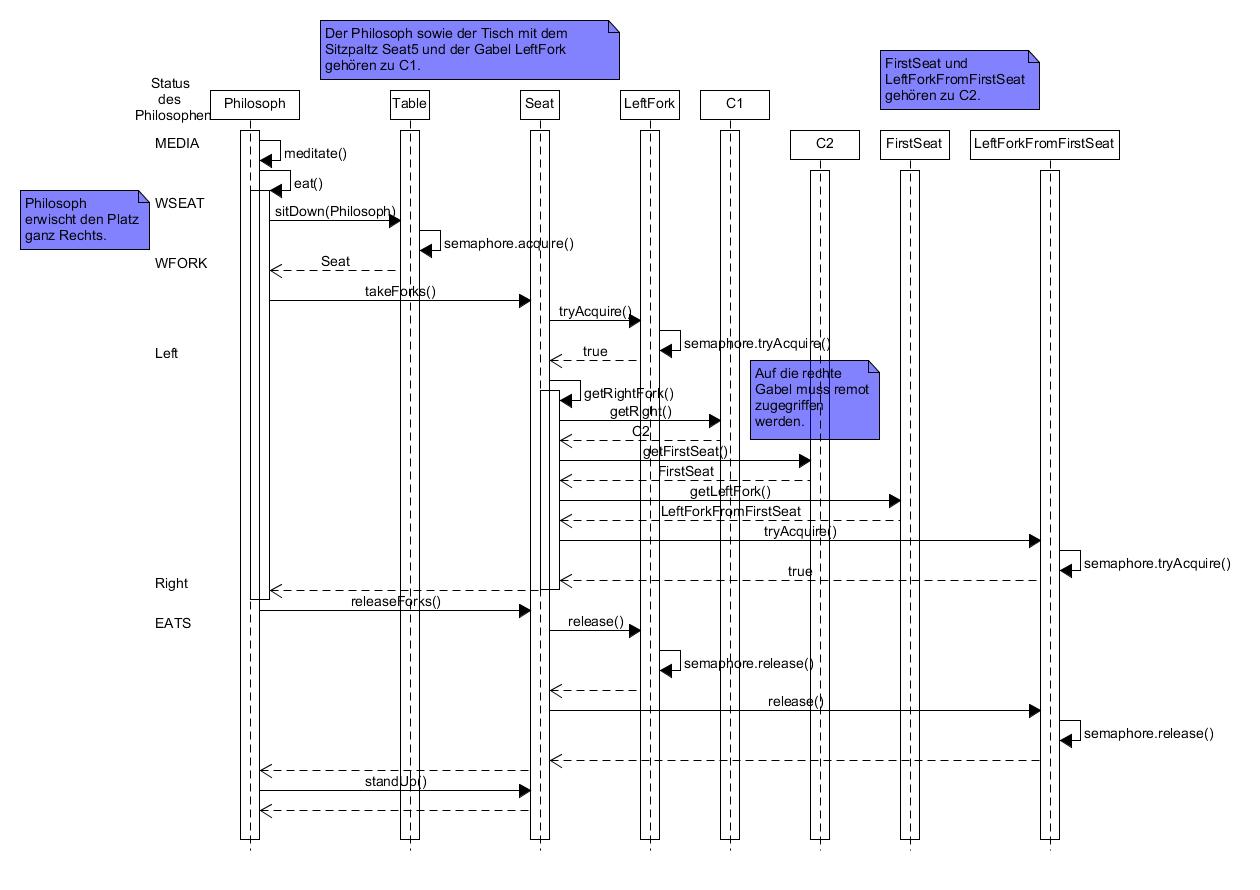 Der Philosoph sowie der Tisch mit dem
Sitzpaltz Seat5 und der Gabel LeftFork
gehören zu C1.
FirstSeat und
LeftForkFromFirstSeat
gehören zu C2.
Status
des
Philosophen
Philosoph
Table
Seat
LeftFork
C1
C2
FirstSeat
LeftForkFromFirstSeat
MEDIA
meditate()
eat()
Philosoph
erwischt den Platz
ganz Rechts.
WSEAT
sitDown(Philosoph)
semaphore.acqure()
WFORK
Seat
takeForks()
tryAcquire()
semaphore.tryAcquire()
Left
true
Auf die rechte
Gabel muss remot
zugegriffen
werden.
getRightFork()
getRight()
C2
getFirstSeat()
FirstSeat
getLeftFork()
LeftForkFromFirstSeat
tryAcquire()
semaphore.tryAcquire()
true
Right
releaseForks()
EATS
release()
semaphore.release()
release()
semaphore.release()
standUp()